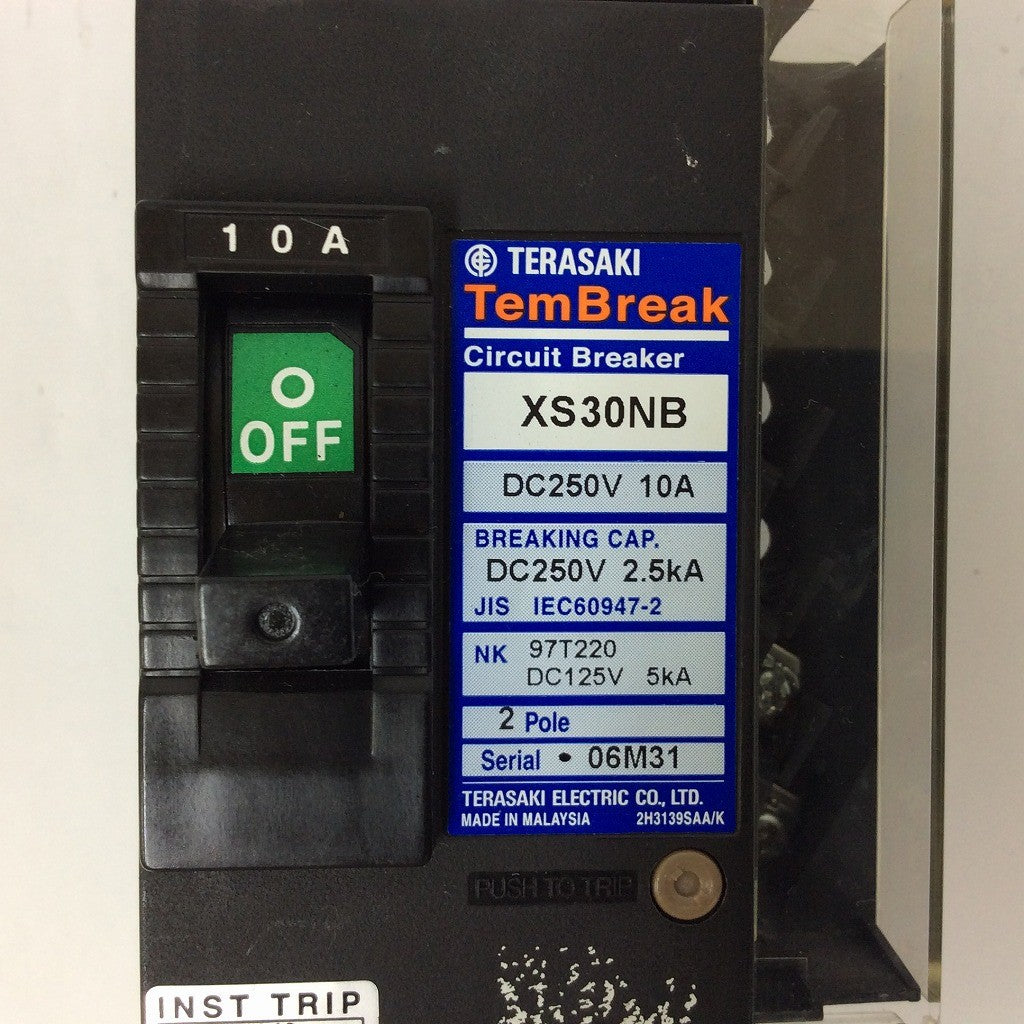 10A
O
OFF
TERASAKI
TemBreak
Circuit Breaker
XS30NB
DC250V 10A
BREAKING CAP.
DC250V 2.5kA
JIS IEC60947-2
NK 97T220
DC125V 5kA
2 Pole
Serial • 06M31
TERASAKI ELECTRIC CO., LTD.
MADE IN MALAYSIA 2H3139SAA/K
PUSH TO TRIP
INST TRIP